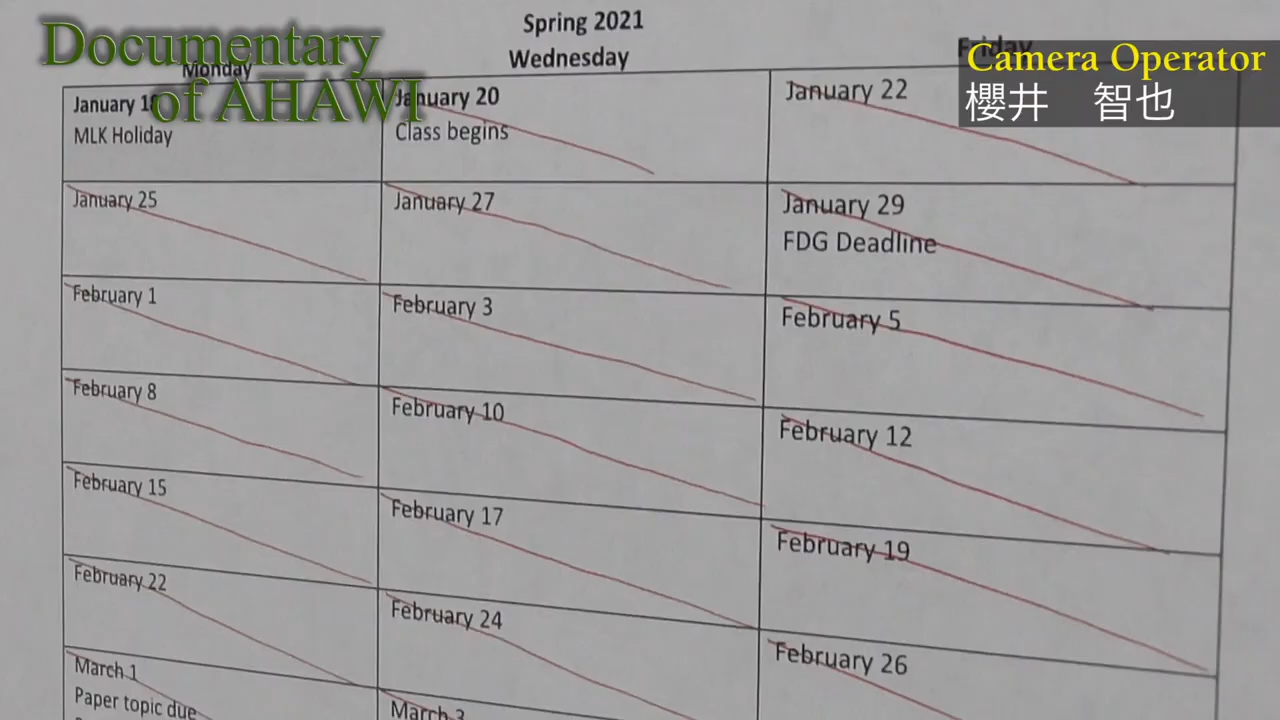 Documentary
of AHAWI
Camera Operator
櫻井 智也
Spring 2021
Monday
Wednesday
Friday
January 18
MLK Holiday
January 20
Class begins
January 22
January 25
January 27
January 29
FDG Deadline
February 1
February 3
February 5
February 8
February 10
February 12
February 15
February 17
February 19
February 22
February 24
February 26
March 1
Paper topic due
March 3